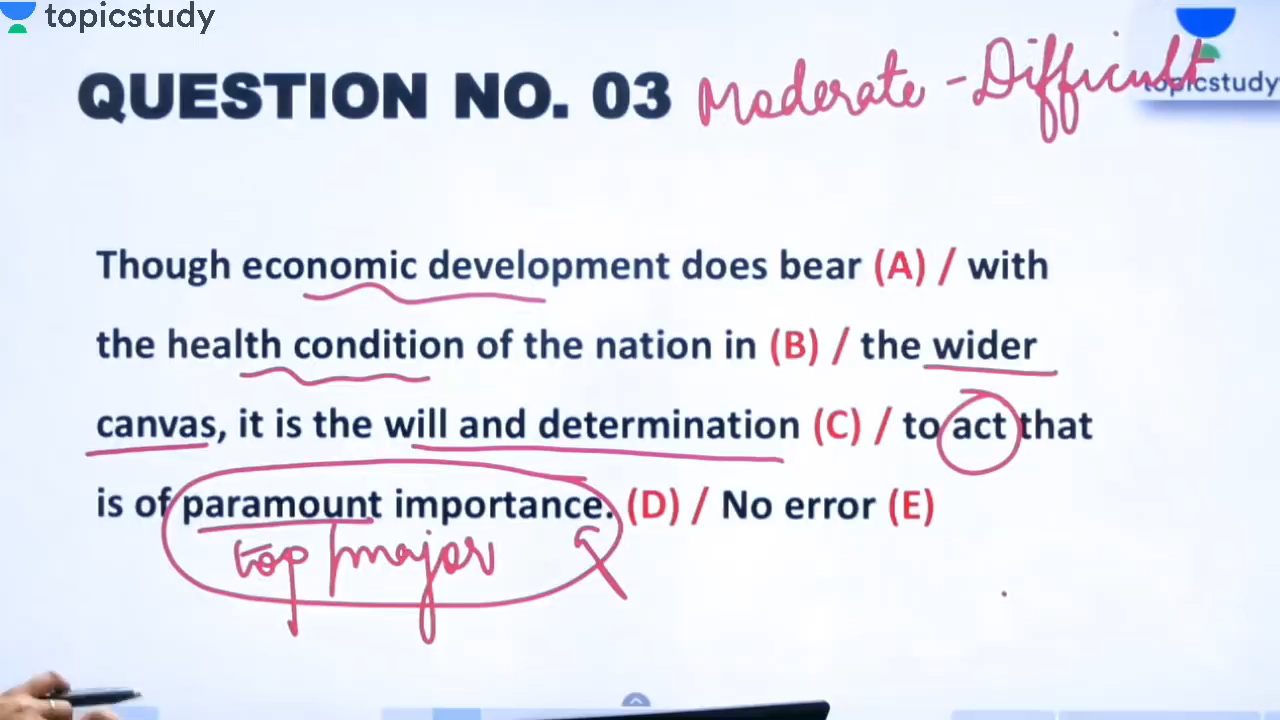 topicstudy
topicstudy
QUESTION NO. 03 Moderate - Difficult
Though economic development does bear (A) / with
the health condition of the nation in (B) / the wider
canvas, it is the will and determination (C) / to act that
is of paramount importance. (D) / No error (E)
top / major